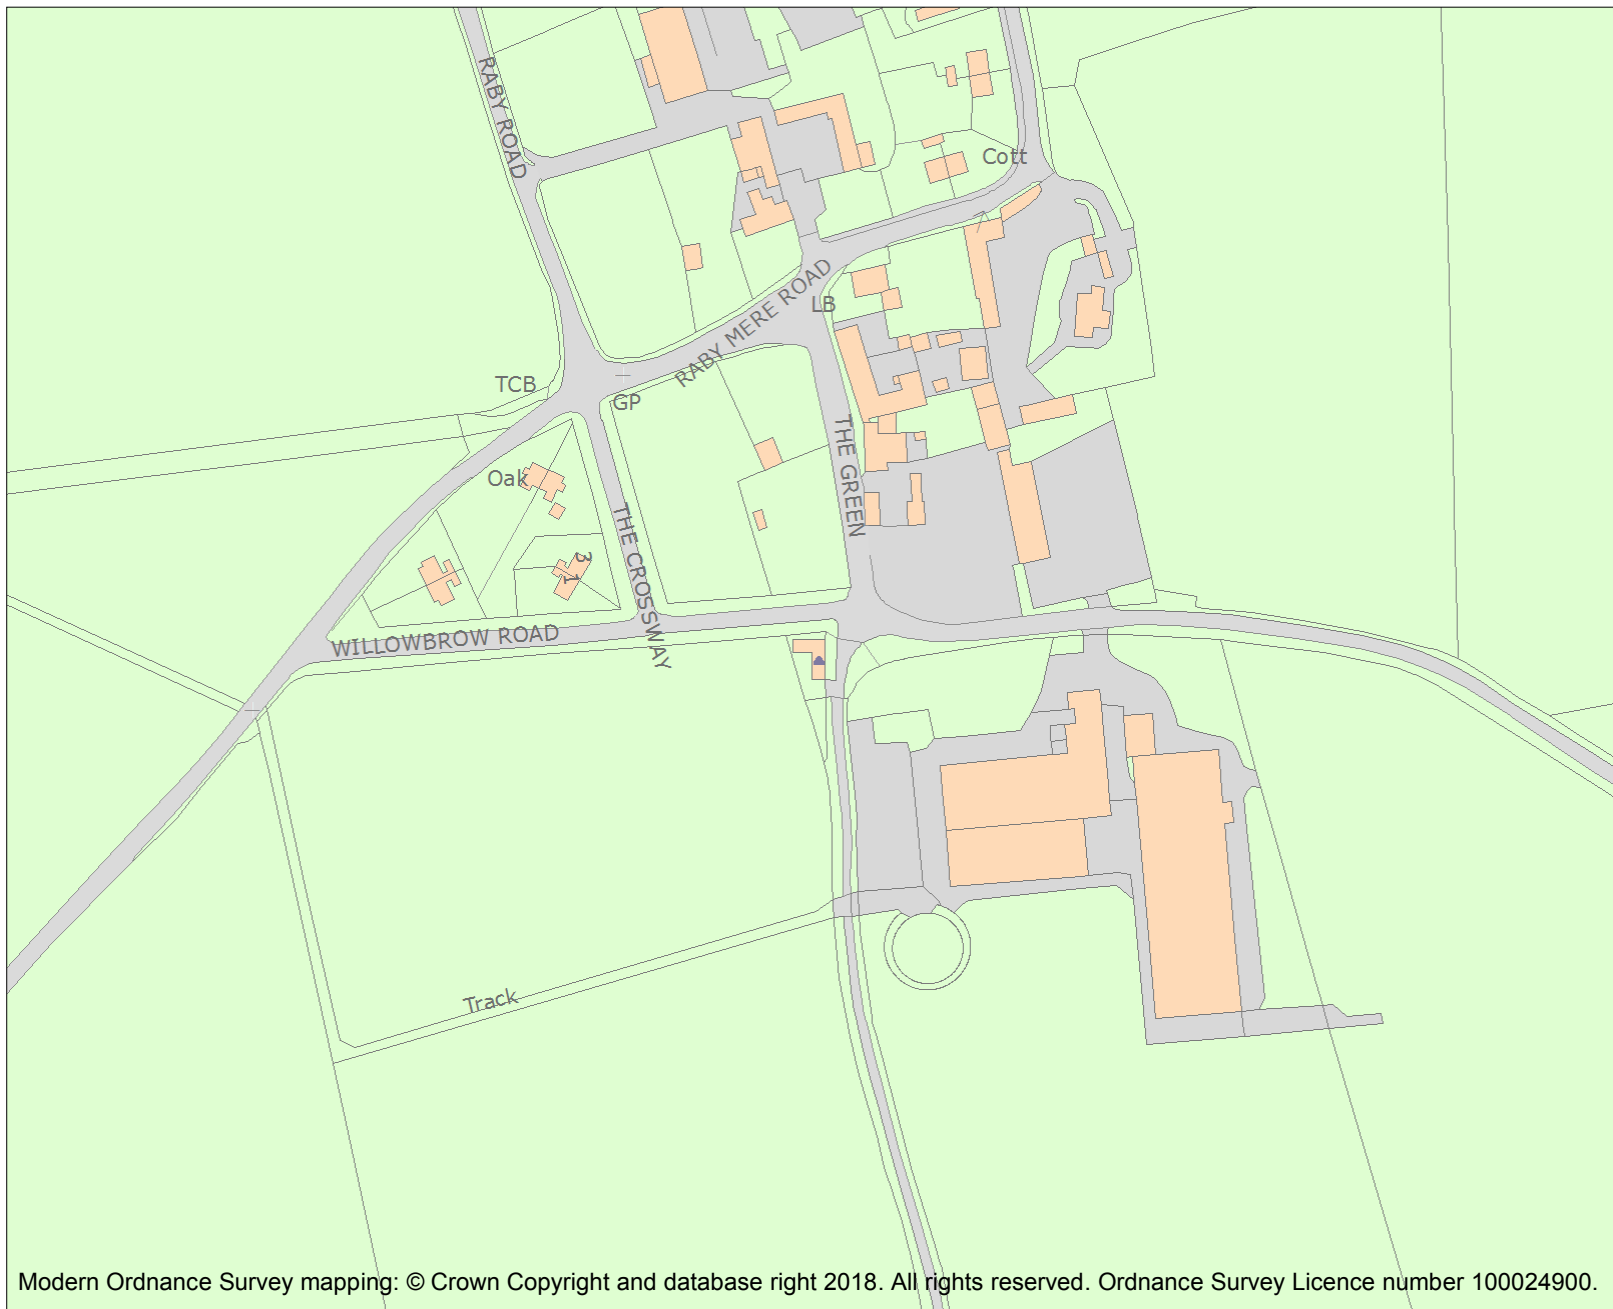 RABY ROAD
Cott
RABY MERE ROAD
LB
TCB
GP
THE GREEN
Oak
THE CROSSWAY
3
1
WILLOWBROW ROAD
Track
Modern Ordnance Survey mapping: © Crown Copyright and database right 2018. All rights reserved. Ordnance Survey Licence number 100024900.